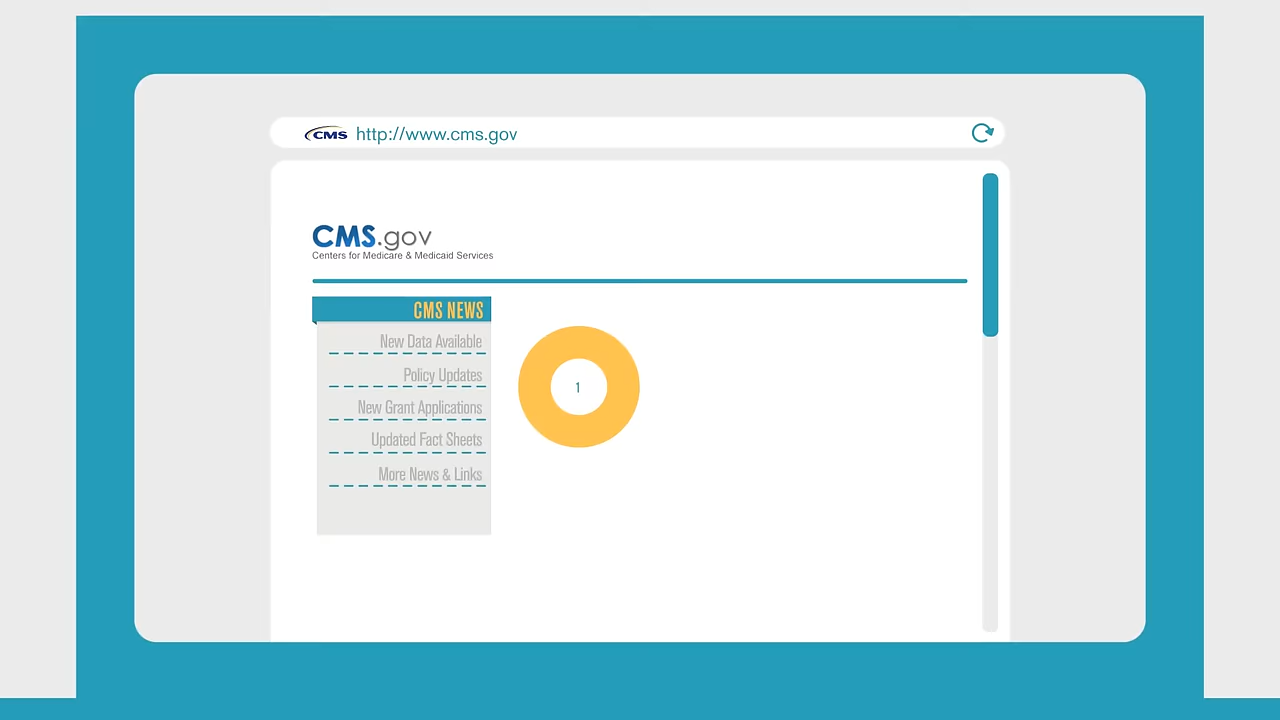 CMS http://www.cms.gov
CMS.gov
Centers for Medicare & Medicaid Services
CMS NEWS
New Data Available
Policy Updates
New Grant Applications
Updated Fact Sheets
More News & Links
1